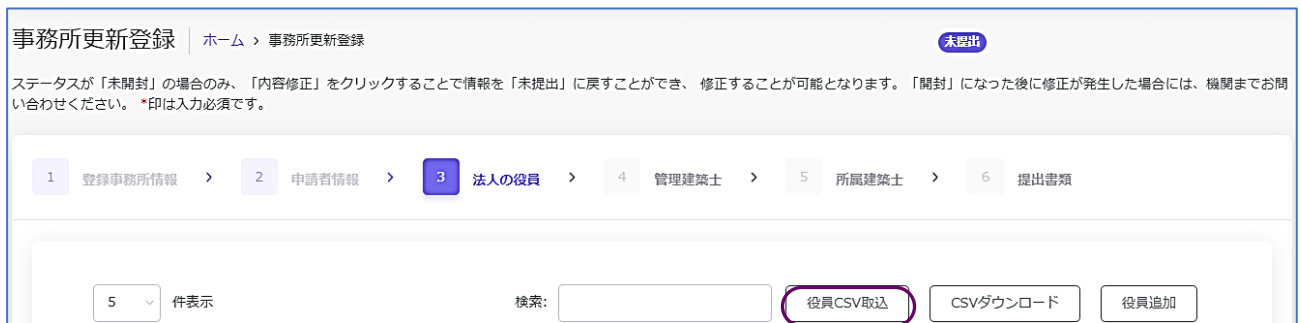 事務所更新登録 ホーム > 事務所更新登録 未提出
ステータスが「未開封」の場合のみ、「内容修正」をクリックすることで情報を「未提出」に戻すことができ、 修正することが可能となります。「開封」になった後に修正が発生した場合には、機関までお問
い合わせください。 *印は入力必須です。
1 登録事務所情報 > 2 申請者情報 > 3 法人の役員 > 4 管理建築士 > 5 所属建築士 > 6 提出書類
5 件表示 検索: 役員CSV取込 CSVダウンロード 役員追加